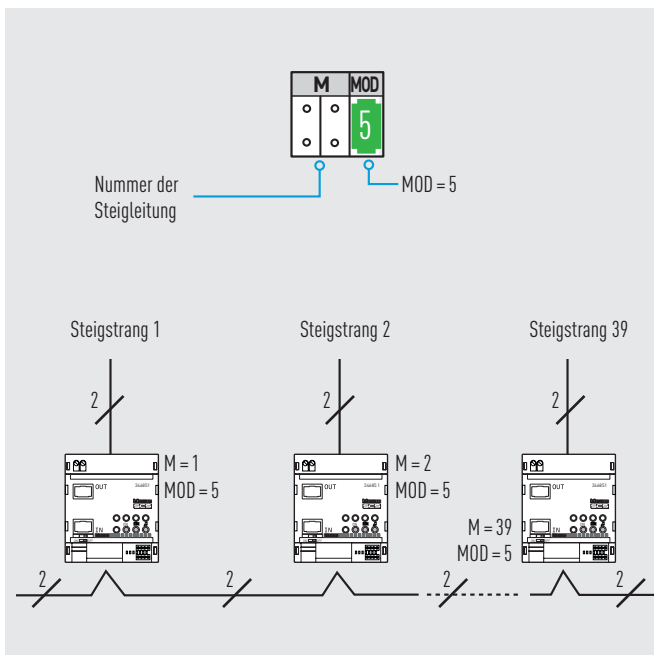 M MOD
5
Nummer der
Steigleitung
MOD = 5
Steigstrang 1
Steigstrang 2
Steigstrang 39
2
2
2
M = 1
MOD = 5
M = 2
MOD = 5
M = 39
MOD = 5
OUT
IN
OUT
IN
OUT
IN
2
2
2
2